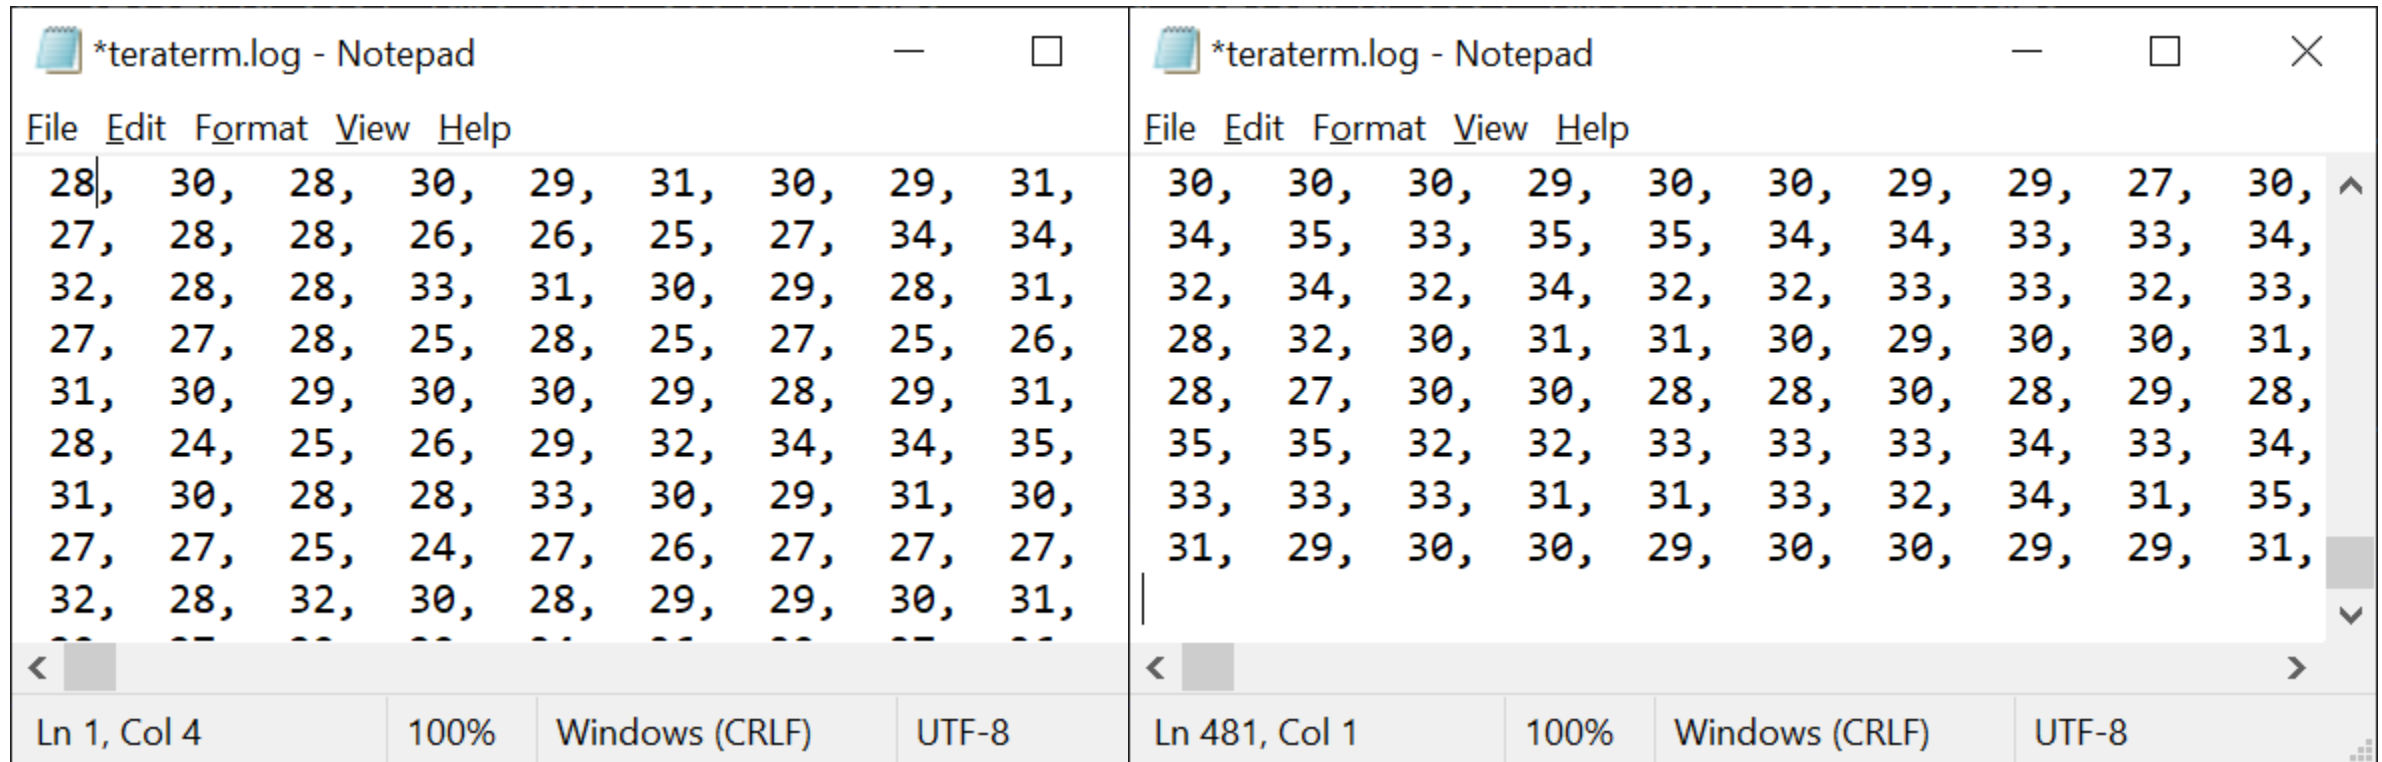 *teraterm.log - Notepad
File Edit Format View Help
28, 30, 28, 30, 29, 31, 30, 29, 31,
27, 28, 28, 26, 26, 25, 27, 34, 34,
32, 28, 28, 33, 31, 30, 29, 28, 31,
27, 27, 28, 25, 28, 25, 27, 25, 26,
31, 30, 29, 30, 30, 29, 28, 29, 31,
28, 24, 25, 26, 29, 32, 34, 34, 35,
31, 30, 28, 28, 33, 30, 29, 31, 30,
27, 27, 25, 24, 27, 26, 27, 27, 27,
32, 28, 32, 30, 28, 29, 29, 30, 31,
Ln 1, Col 4 100% Windows (CRLF) UTF-8
*teraterm.log - Notepad
File Edit Format View Help
30, 30, 30, 29, 30, 30, 29, 29, 27, 30,
34, 35, 33, 35, 35, 34, 34, 33, 33, 34,
32, 34, 32, 34, 32, 32, 33, 33, 32, 33,
28, 32, 30, 31, 31, 30, 29, 30, 30, 31,
28, 27, 30, 30, 28, 28, 30, 28, 29, 28,
35, 35, 32, 32, 33, 33, 33, 34, 33, 34,
33, 33, 33, 31, 31, 33, 32, 34, 31, 35,
31, 29, 30, 30, 29, 30, 30, 29, 29, 31,
Ln 481, Col 1 100% Windows (CRLF) UTF-8